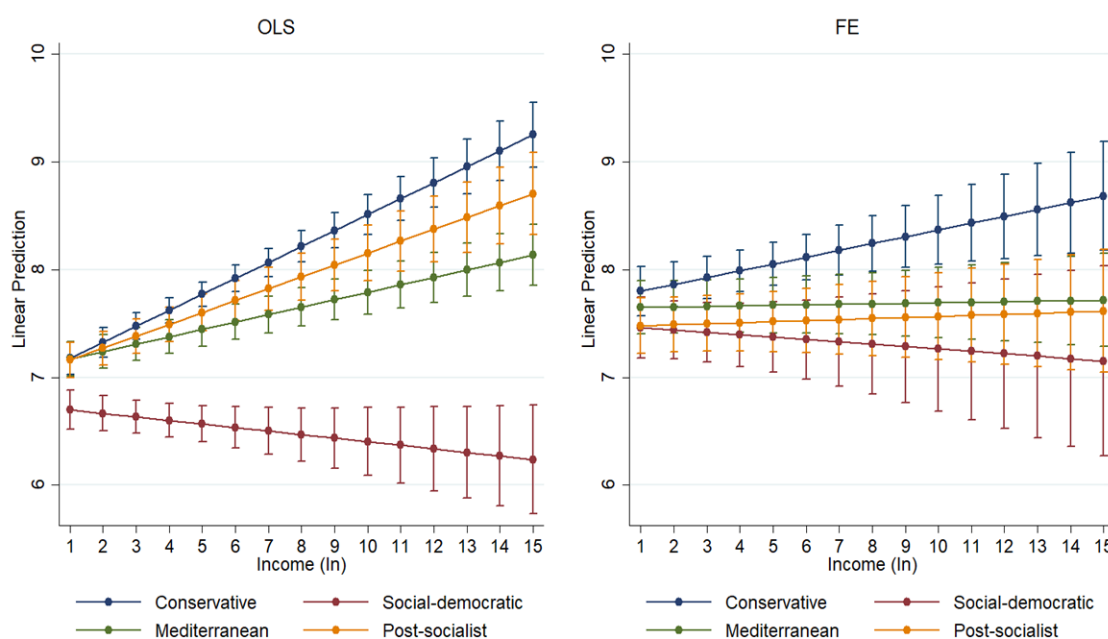 OLS
Linear Prediction
10
9
8
7
6
1 2 3 4 5 6 7 8 9 10 11 12 13 14 15
Income (ln)
Conservative Social-democratic
Mediterranean Post-socialist
FE
Linear Prediction
10
9
8
7
6
1 2 3 4 5 6 7 8 9 10 11 12 13 14 15
Income (ln)
Conservative Social-democratic
Mediterranean Post-socialist